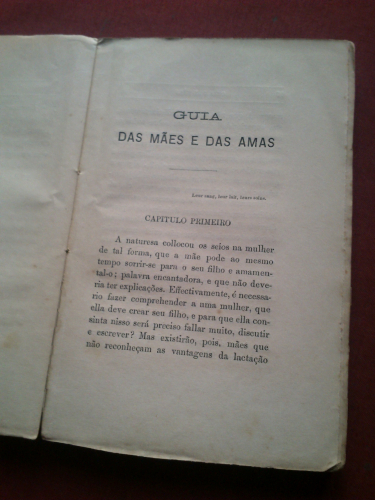 GUIA
DAS MÃES E DAS AMAS
CAPITULO PRIMEIRO
A naturesa collocou os seios na mulher
de tal forma, que a mãe pode ao mesmo
tempo sorrir-se para o seu filho e amamen-
tal-o; palavra encantadora, e que não deve-
ria ter explicações. Effectivamente, é necessa-
rio fazer comprehender a uma mulher, que
ella deve crear seu filho, e para que ella con-
sinta nisso será preciso fallar muito, discutir
e escrever? Mas existirão, pois, mães que
não reconheçam as vantagens da lactação